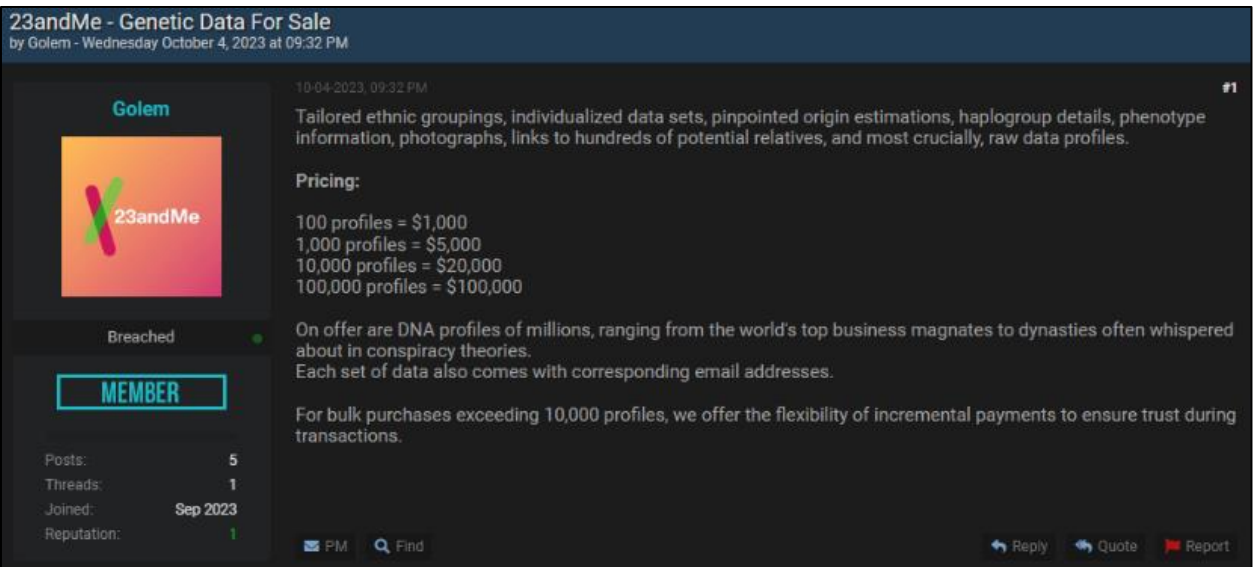 23andMe - Genetic Data For Sale
by Golem - Wednesday October 4, 2023 at 09:32 PM
Golem
23andMe
Breached
MEMBER
Posts: 5
Threads: 1
Joined: Sep 2023
Reputation: 1
10-04-2023, 09:32 PM #1
Tailored ethnic groupings, individualized data sets, pinpointed origin estimations, haplogroup details, phenotype
information, photographs, links to hundreds of potential relatives, and most crucially, raw data profiles.
Pricing:
100 profiles = $1,000
1,000 profiles = $5,000
10,000 profiles = $20,000
100,000 profiles = $100,000
On offer are DNA profiles of millions, ranging from the world's top business magnates to dynasties often whispered
about in conspiracy theories.
Each set of data also comes with corresponding email addresses.
For bulk purchases exceeding 10,000 profiles, we offer the flexibility of incremental payments to ensure trust during
transactions.
PM Find Reply Quote Report